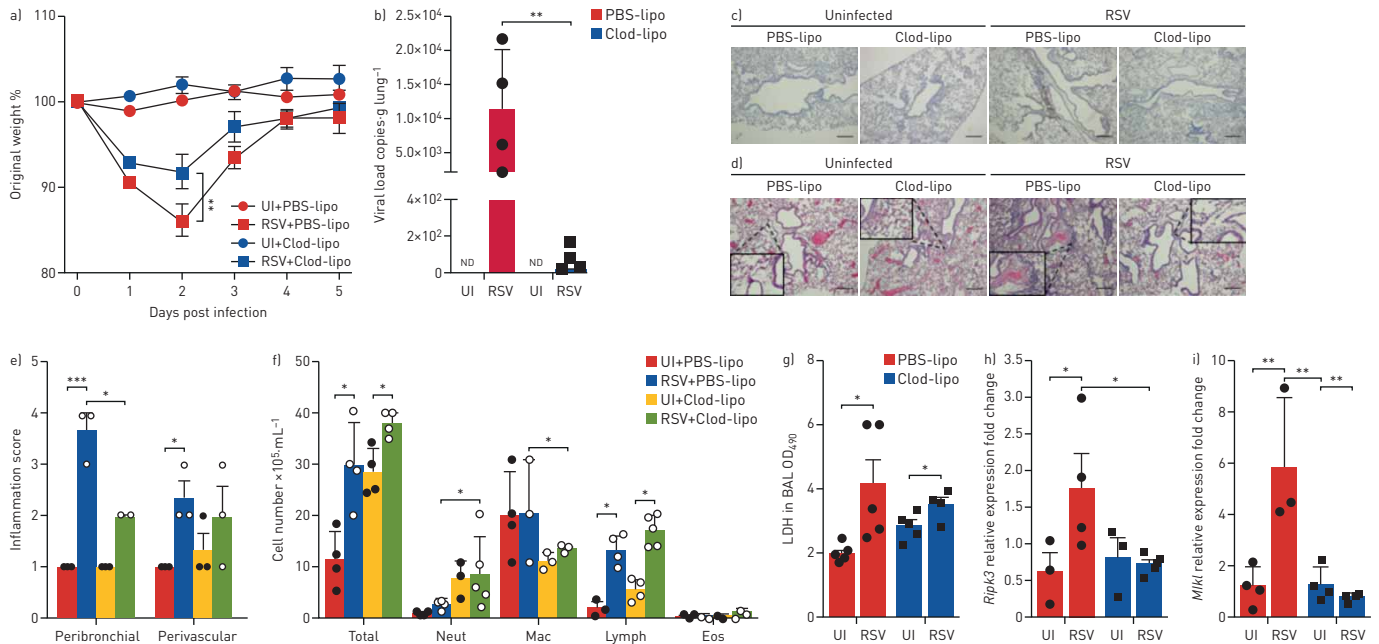 a)
Original weight %
110
100
90
80
0 1 2 3 4 5
Days post infection
**
UI+PBS-lipo
RSV+PBS-lipo
UI+Clod-lipo
RSV+Clod-lipo
b)
Viral load copies·g lung⁻¹
2.5×10⁴
2.0×10⁴
1.5×10⁴
1.0×10⁴
5.0×10³
4×10²
2×10²
0
**
PBS-lipo
Clod-lipo
ND ND
UI RSV UI RSV
c)
Uninfected RSV
PBS-lipo Clod-lipo PBS-lipo Clod-lipo
d)
Uninfected RSV
PBS-lipo Clod-lipo PBS-lipo Clod-lipo
e)
Inflammation score
5
4
3
2
1
0
*** *
*
Peribronchial Perivascular
f)
Cell number ×10⁵·mL⁻¹
50
40
30
20
10
0
* * * * * *
UI+PBS-lipo
RSV+PBS-lipo
UI+Clod-lipo
RSV+Clod-lipo
Total Neut Mac Lymph Eos
g)
LDH in BAL OD490
8
6
4
2
0
* *
PBS-lipo
Clod-lipo
UI RSV UI RSV
h)
Ripk3 relative expression fold change
3.5
3.0
2.5
2.0
1.5
1.0
0.5
0
* *
UI RSV UI RSV
i)
Mlkl relative expression fold change
10
8
6
4
2
0
** ** **
UI RSV UI RSV